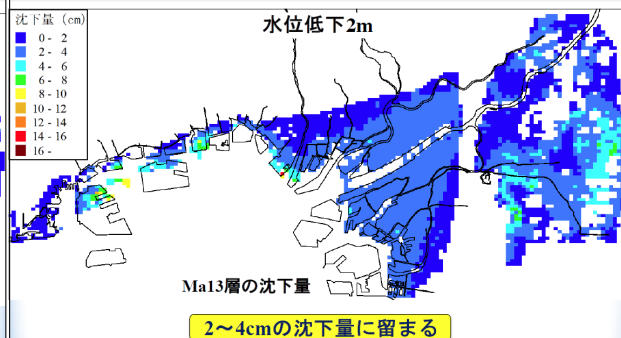 水位低下2m
沈下量（cm）
0 - 2
2 - 4
4 - 6
6 - 8
8 - 10
10 - 12
12 - 14
14 - 16
16 -
Ma13層の沈下量
2～4cmの沈下量に留まる